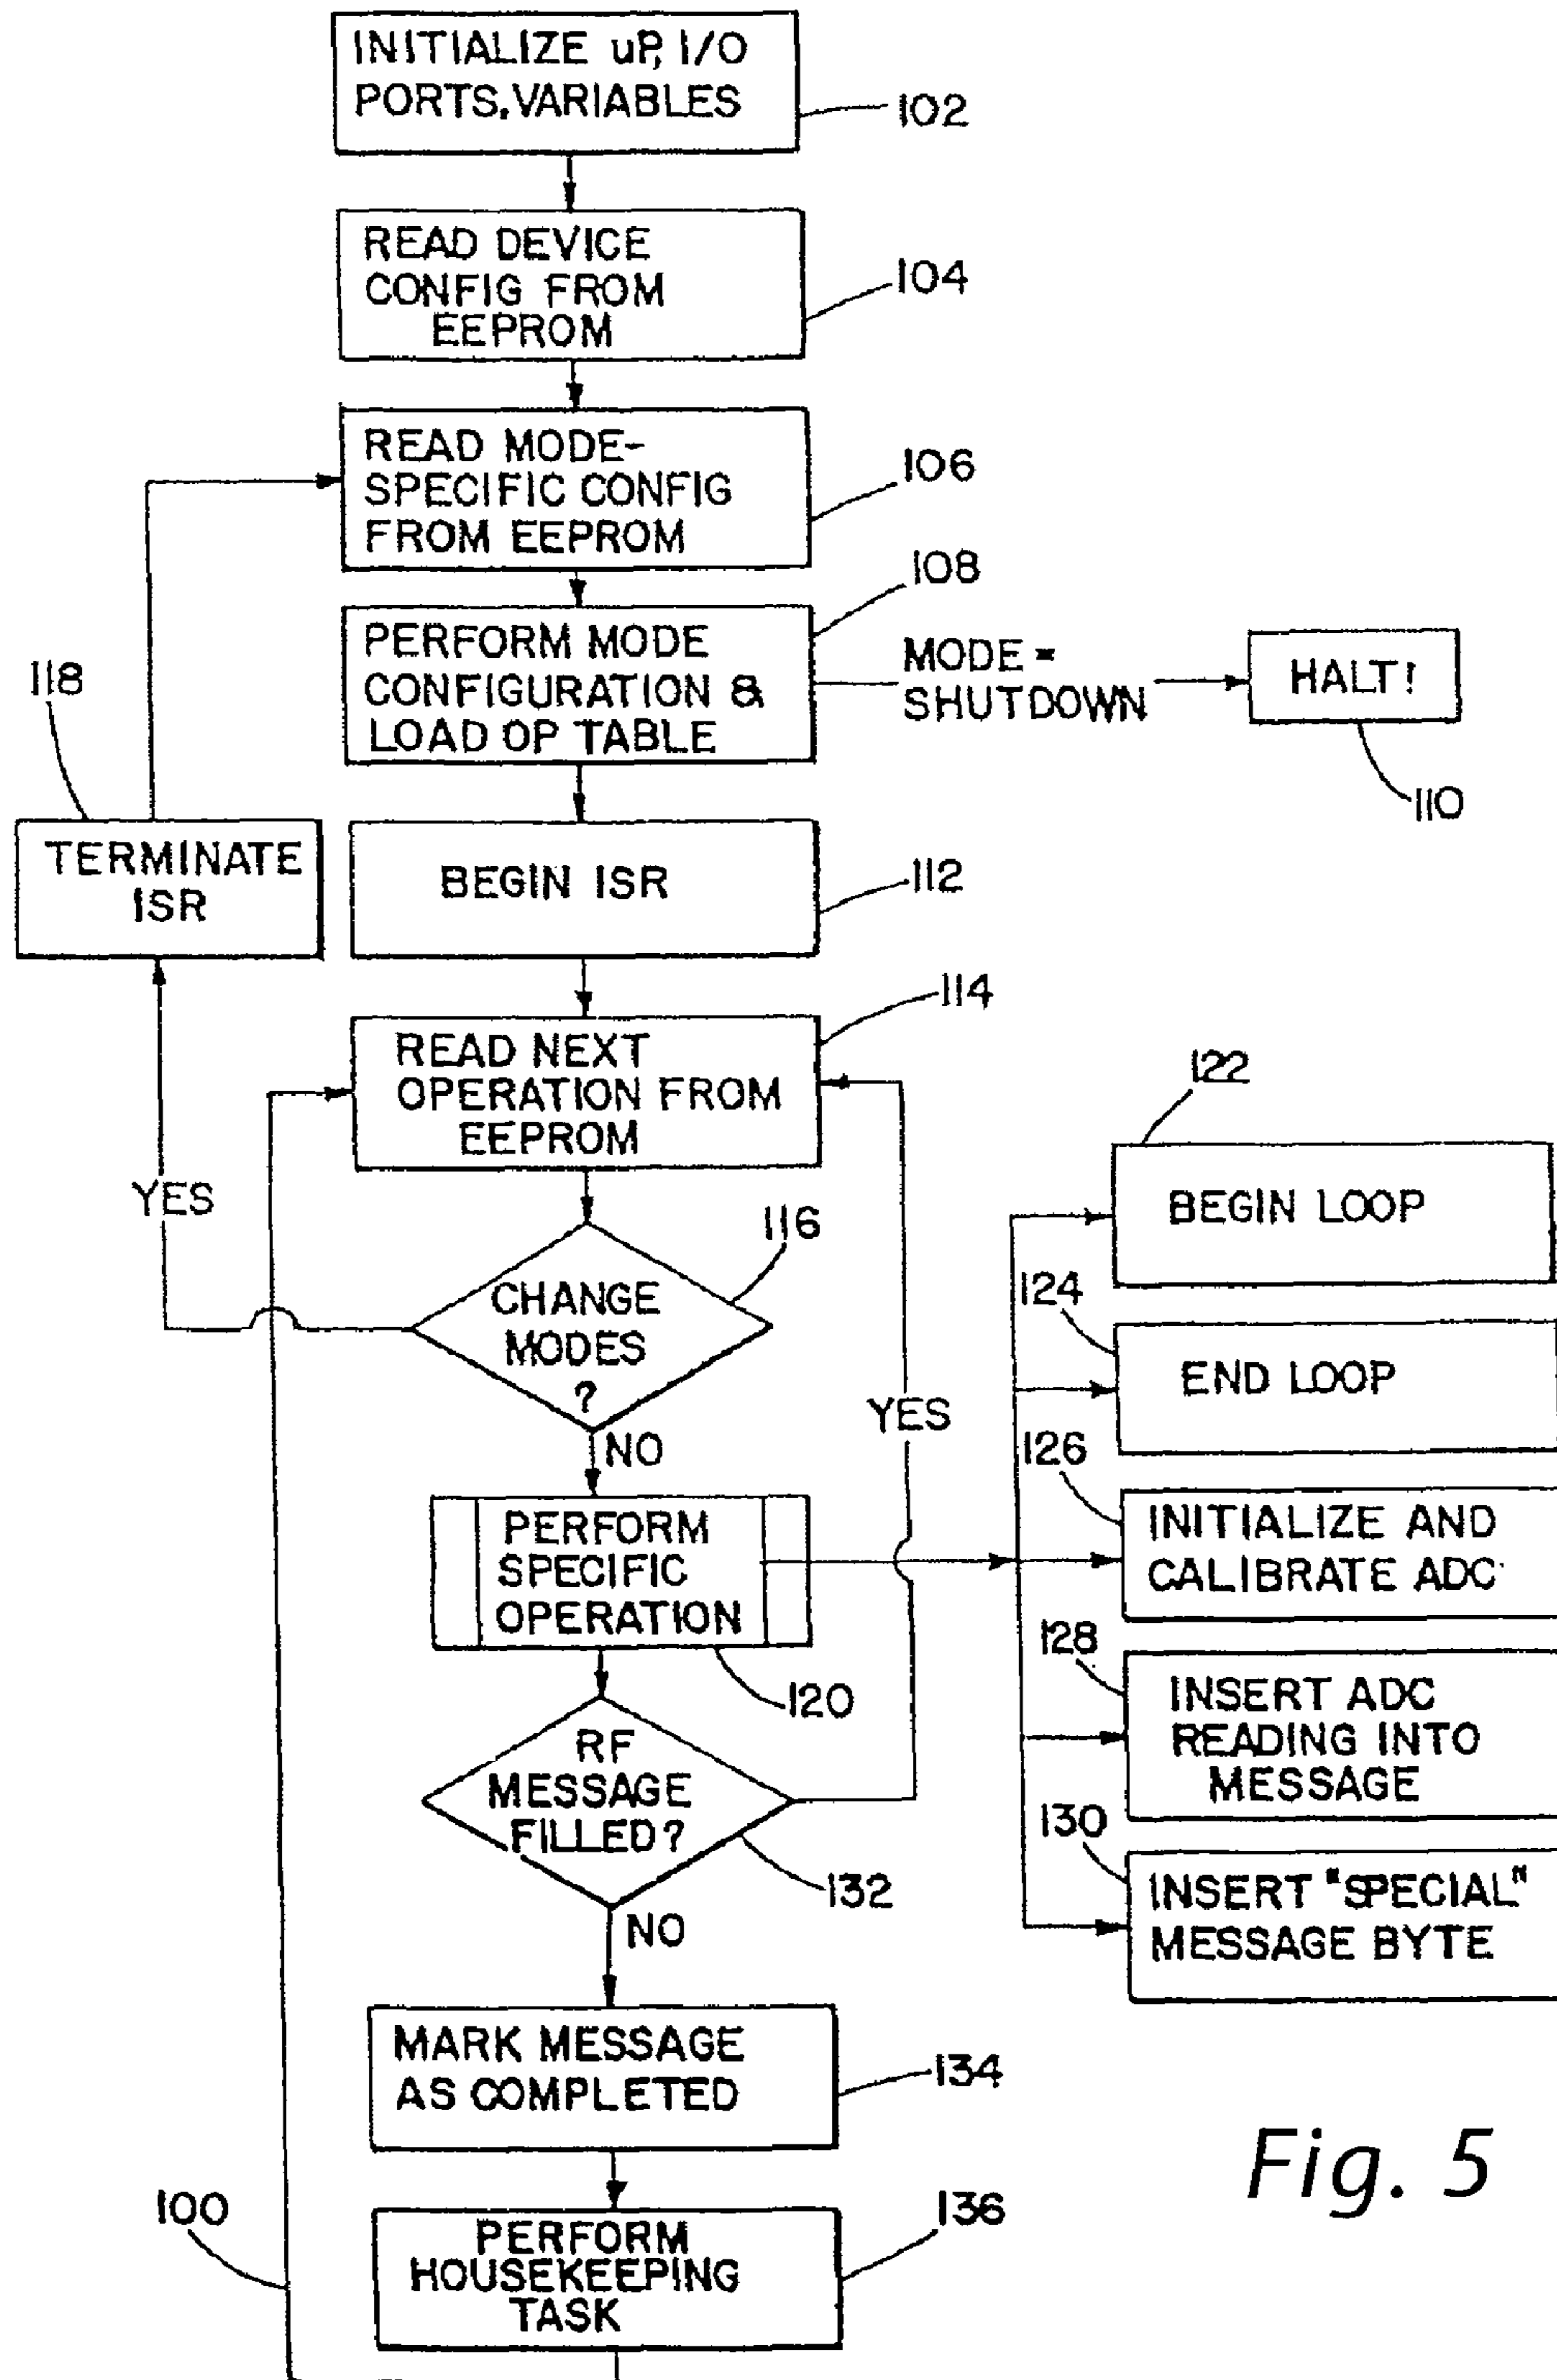 INITIALIZE uP, I/O
PORTS, VARIABLES
102
READ DEVICE
CONFIG FROM
EEPROM
104
READ MODE-
SPECIFIC CONFIG
FROM EEPROM
106
108
PERFORM MODE
CONFIGURATION &
LOAD OP TABLE
MODE =
SHUTDOWN
HALT!
110
118
TERMINATE
ISR
BEGIN ISR
112
114
READ NEXT
OPERATION FROM
EEPROM
YES
116
CHANGE
MODES
?
NO
YES
PERFORM
SPECIFIC
OPERATION
120
122
BEGIN LOOP
124
END LOOP
126
INITIALIZE AND
CALIBRATE ADC
128
INSERT ADC
READING INTO
MESSAGE
130
INSERT "SPECIAL"
MESSAGE BYTE
RF
MESSAGE
FILLED?
132
NO
MARK MESSAGE
AS COMPLETED
134
100
PERFORM
HOUSEKEEPING
TASK
136
Fig. 5